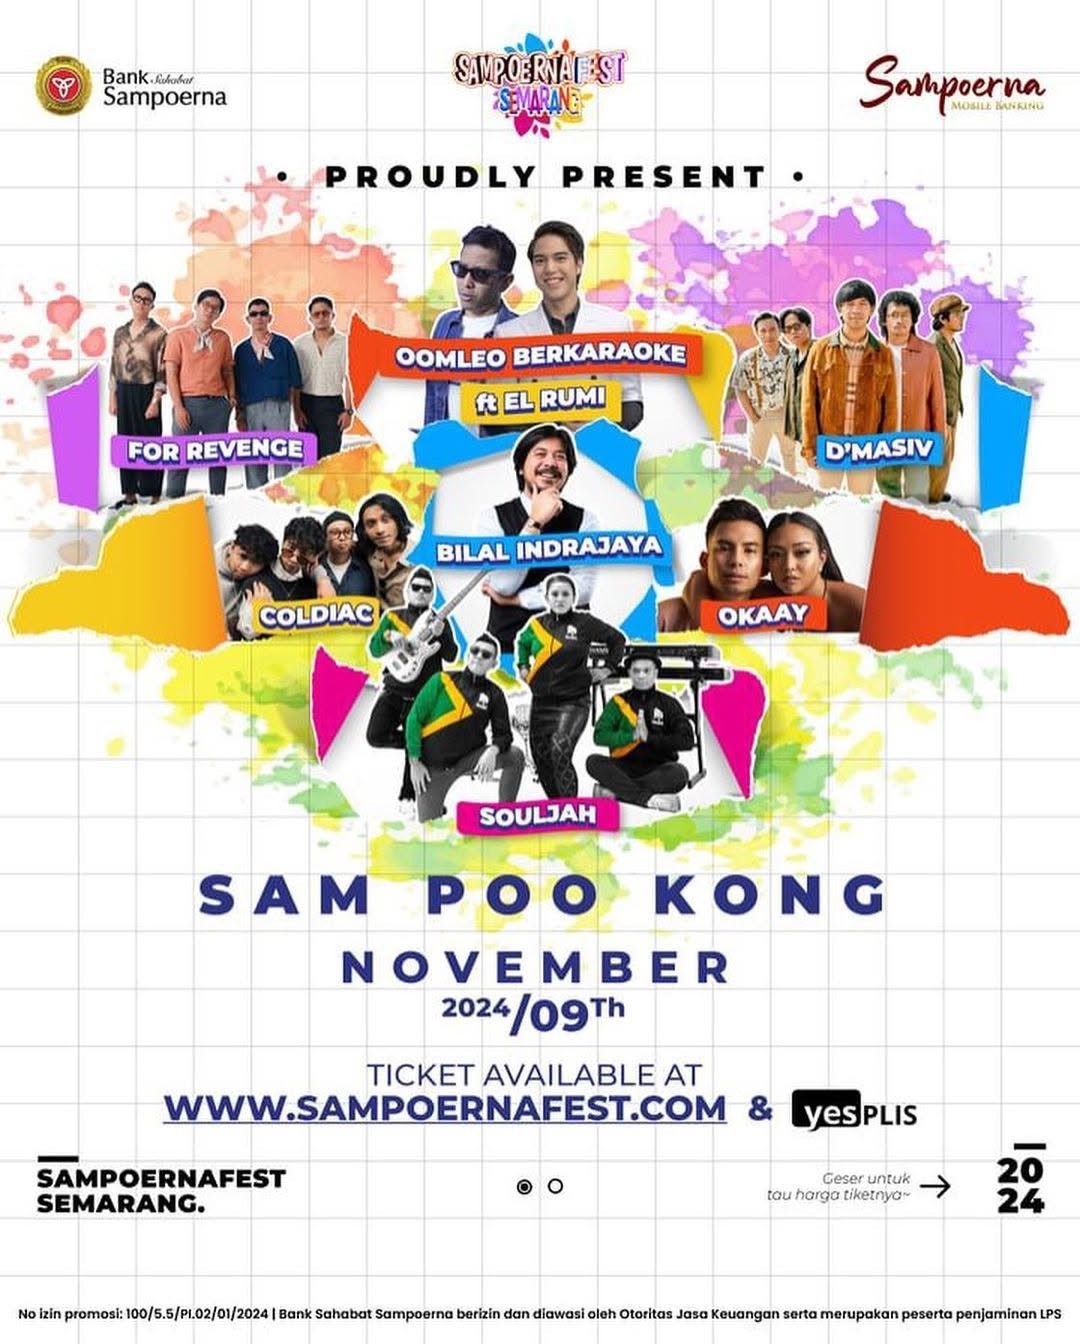 Bank Sahabat
Sampoerna
SAMPOERNAFEST
SEMARANG
Sampoerna
MOBILE BANKING
• PROUDLY PRESENT •
OOMLEO BERKARAOKE
ft EL RUMI
FOR REVENGE
D'MASIV
BILAL INDRAJAYA
COLDIAC
OKAAY
SOULJAH
SAM POO KONG
NOVEMBER
2024/09Th
TICKET AVAILABLE AT
WWW.SAMPOERNAFEST.COM & yesPLIS
SAMPOERNAFEST
SEMARANG.
Geser untuk
tau harga tiketnya~
20
24
No izin promosi: 100/5.5/PI.02/01/2024 | Bank Sahabat Sampoerna berizin dan diawasi oleh Otoritas Jasa Keuangan serta merupakan peserta penjaminan LPS